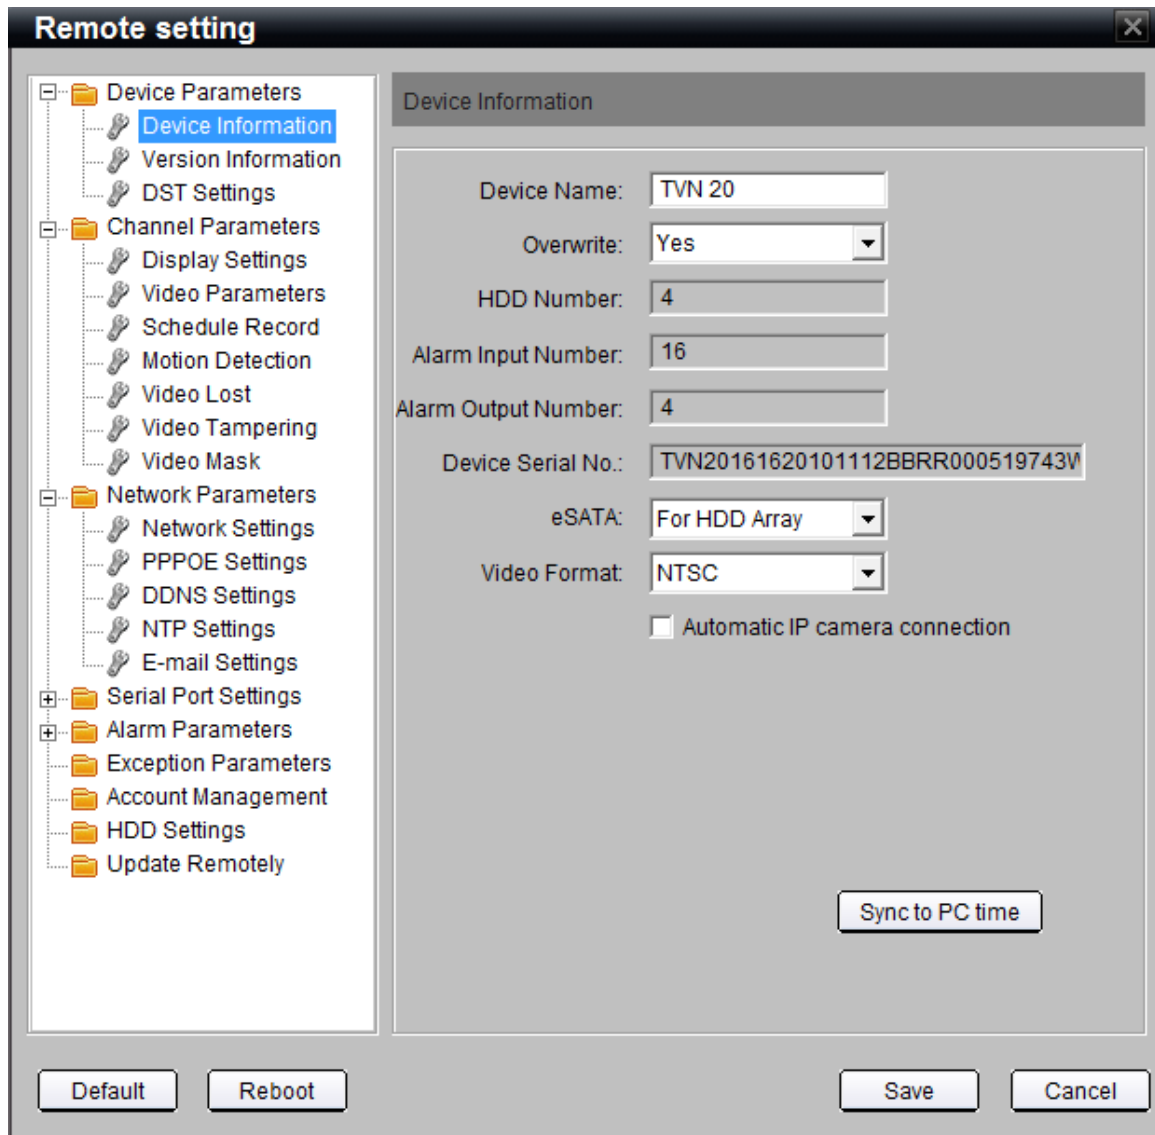 Remote setting
Device Parameters
Device Information
Version Information
DST Settings
Channel Parameters
Display Settings
Video Parameters
Schedule Record
Motion Detection
Video Lost
Video Tampering
Video Mask
Network Parameters
Network Settings
PPPOE Settings
DDNS Settings
NTP Settings
E-mail Settings
Serial Port Settings
Alarm Parameters
Exception Parameters
Account Management
HDD Settings
Update Remotely
Device Information
Device Name: TVN 20
Overwrite: Yes
HDD Number: 4
Alarm Input Number: 16
Alarm Output Number: 4
Device Serial No.: TVN20161620101112BBRR000519743W
eSATA: For HDD Array
Video Format: NTSC
Automatic IP camera connection
Sync to PC time
Default Reboot Save Cancel